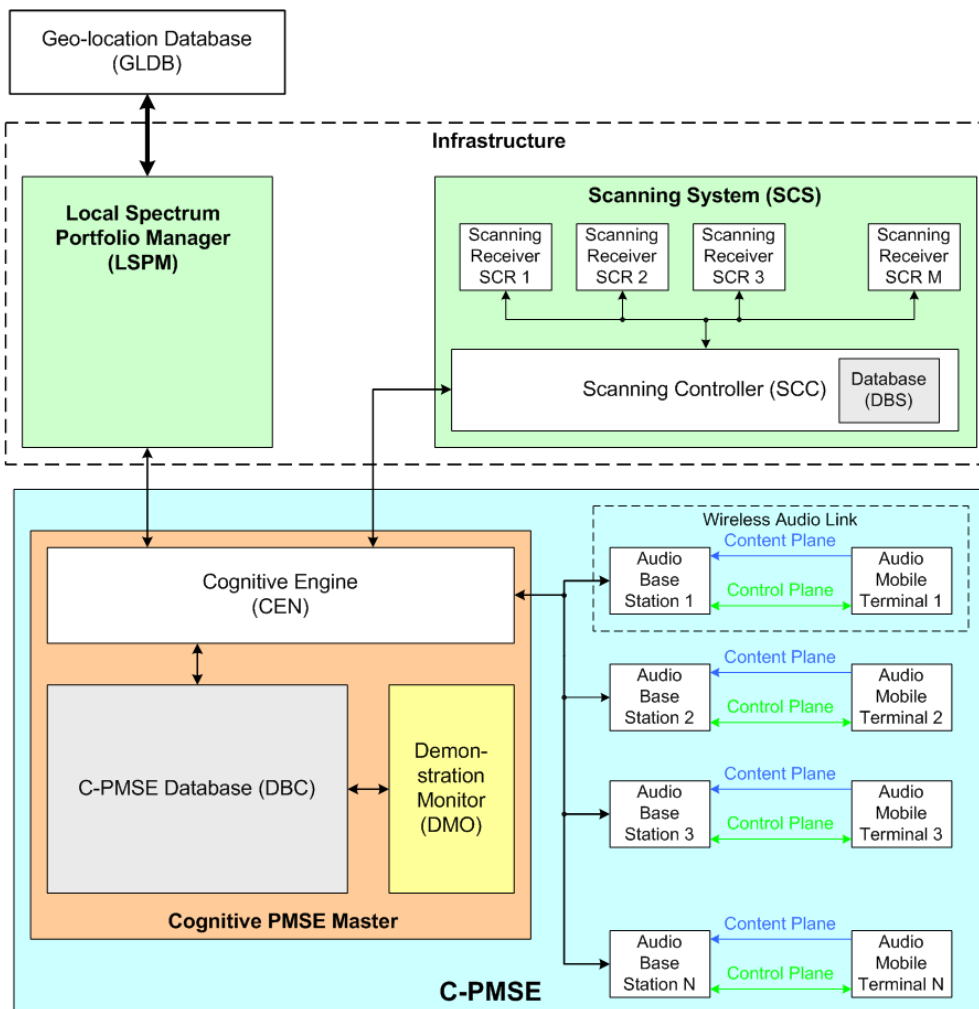 Geo-location Database
(GLDB)
Infrastructure
Local Spectrum
Portfolio Manager
(LSPM)
Scanning System (SCS)
Scanning
Receiver
SCR 1
Scanning
Receiver
SCR 2
Scanning
Receiver
SCR 3
Scanning
Receiver
SCR M
Scanning Controller (SCC)
Database
(DBS)
Cognitive Engine
(CEN)
C-PMSE Database (DBC)
Demon-
stration
Monitor
(DMO)
Cognitive PMSE Master
Wireless Audio Link
Audio
Base
Station 1
Content Plane
Control Plane
Audio
Mobile
Terminal 1
Audio
Base
Station 2
Content Plane
Control Plane
Audio
Mobile
Terminal 2
Audio
Base
Station 3
Content Plane
Control Plane
Audio
Mobile
Terminal 3
Audio
Base
Station N
Content Plane
Control Plane
Audio
Mobile
Terminal N
C-PMSE